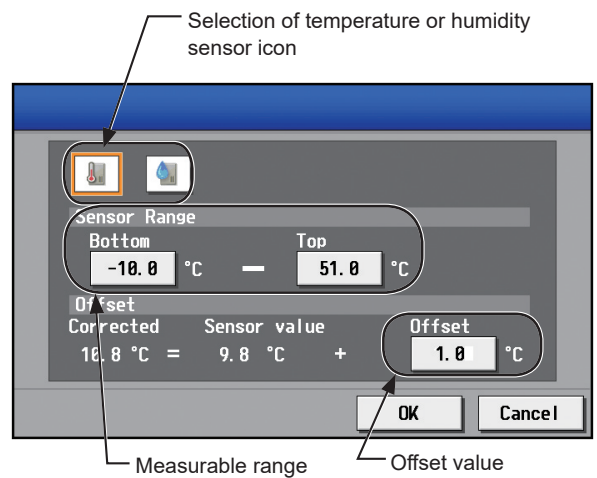 Selection of temperature or humidity
sensor icon
Sensor Range
Bottom Top
-10.0 °C — 51.0 °C
Offset
Corrected Sensor value Offset
10.8 °C = 9.8 °C + 1.0 °C
OK Cancel
Measurable range Offset value